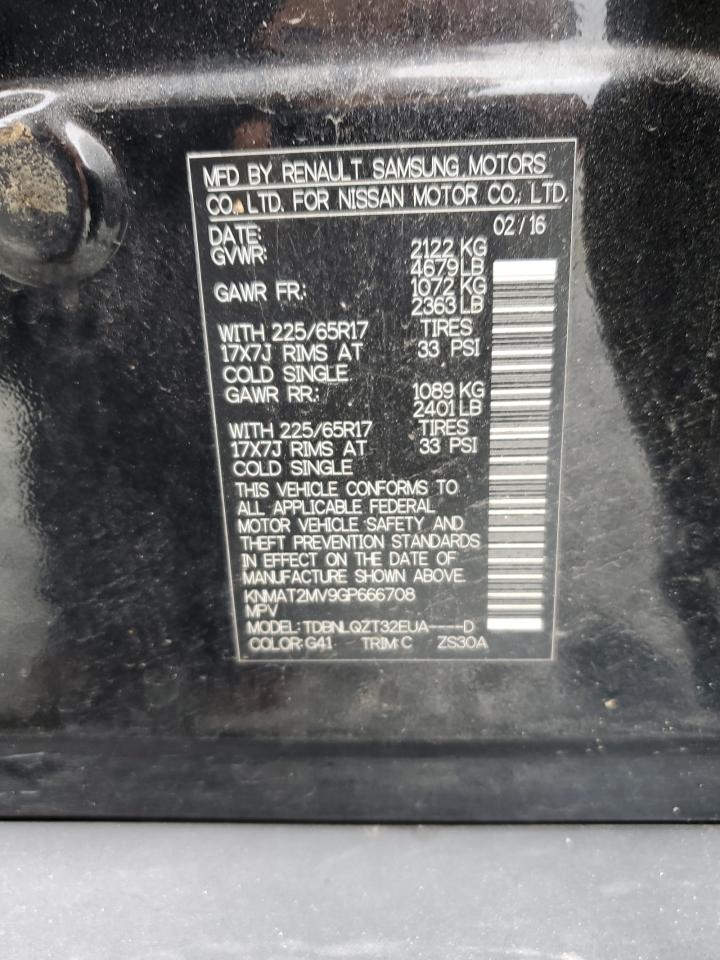 MFD BY RENAULT SAMSUNG MOTORS
CO., LTD. FOR NISSAN MOTOR CO., LTD.
DATE: 02/16
GVWR: 2122 KG
4679 LB
GAWR FR: 1072 KG
2363 LB
WITH 225/65R17 TIRES
17X7J RIMS AT 33 PSI
COLD SINGLE
GAWR RR: 1089 KG
2401 LB
WITH 225/65R17 TIRES
17X7J RIMS AT 33 PSI
COLD SINGLE
THIS VEHICLE CONFORMS TO
ALL APPLICABLE FEDERAL
MOTOR VEHICLE SAFETY AND
THEFT PREVENTION STANDARDS
IN EFFECT ON THE DATE OF
MANUFACTURE SHOWN ABOVE.
KNMAT2MV9GP666708
MPV
MODEL: TDBNLQZT32EUA----D
COLOR: G41 TRIM: C ZS30A